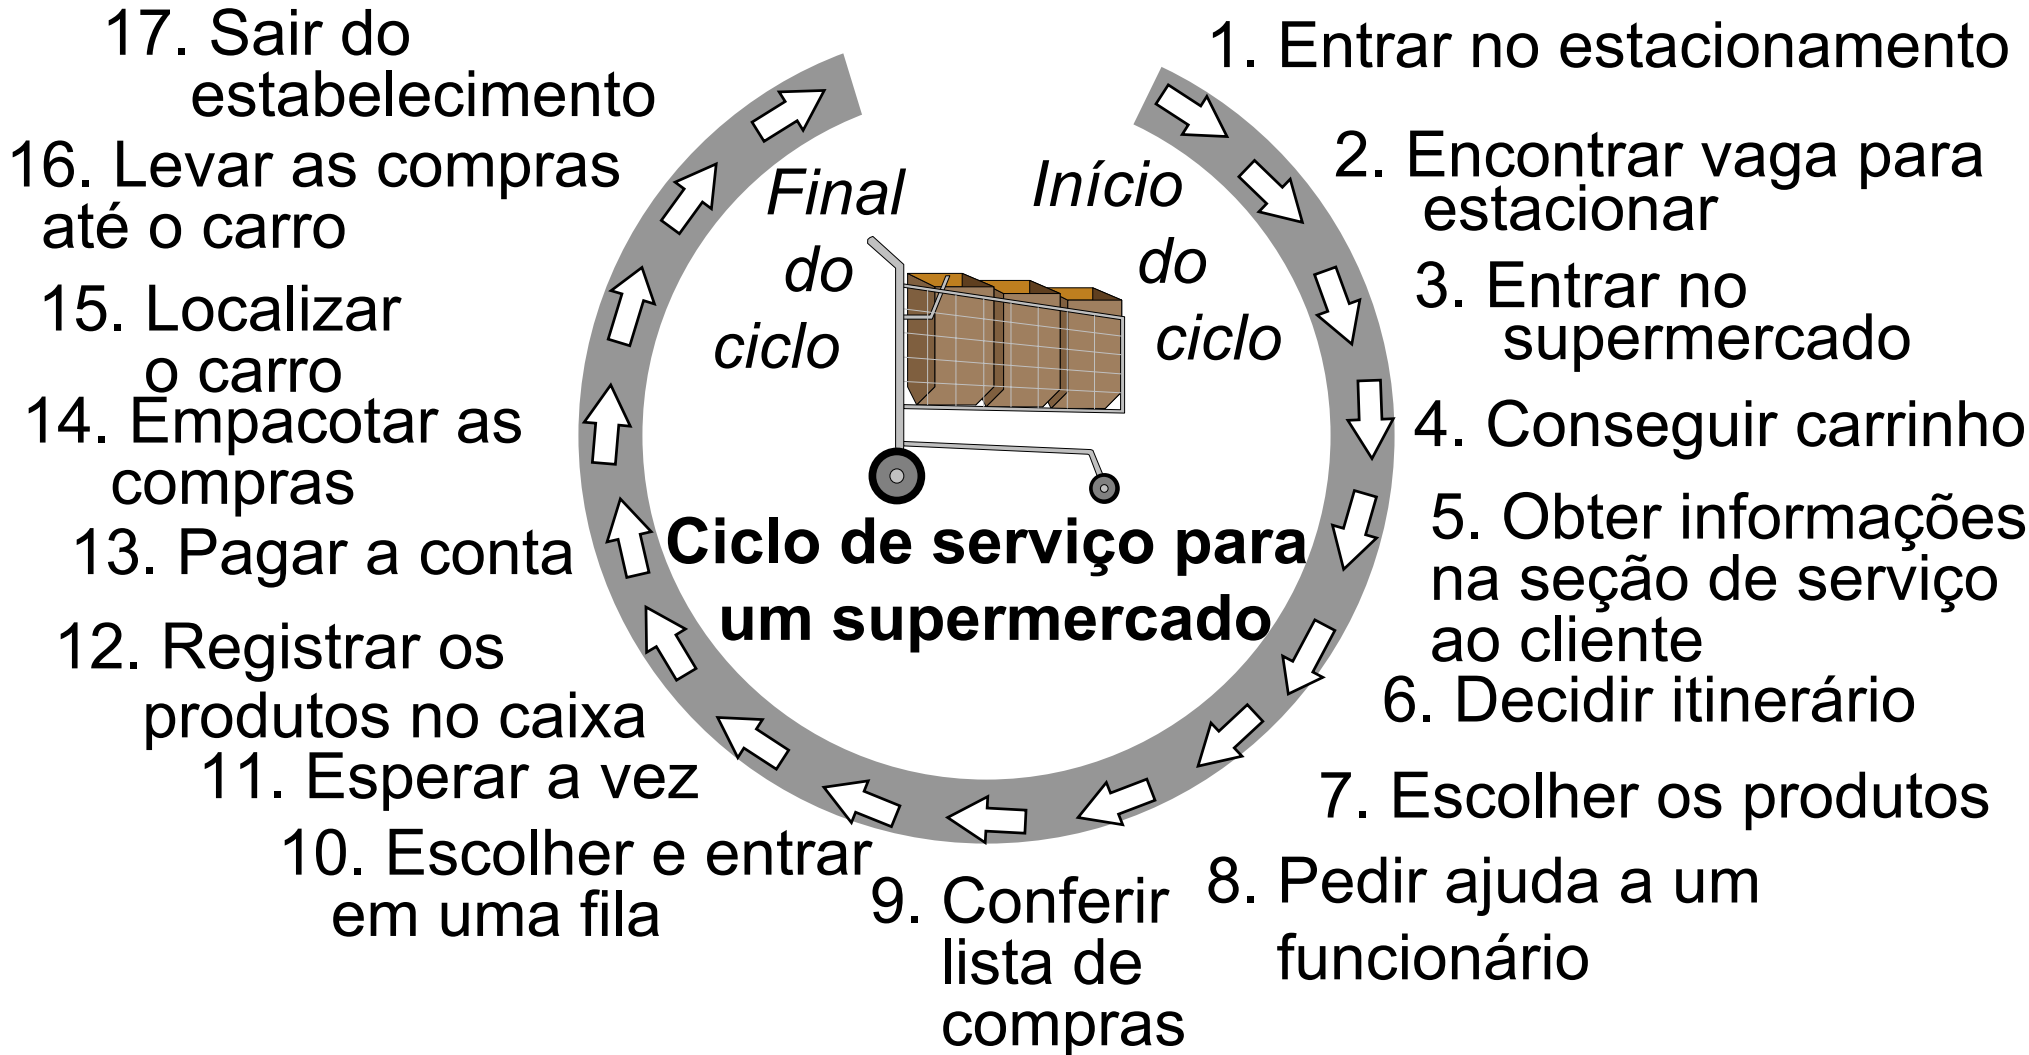 1. Entrar no estacionamento
2. Encontrar vaga para
estacionar
3. Entrar no
supermercado
4. Conseguir carrinho
5. Obter informações
na seção de serviço
ao cliente
6. Decidir itinerário
7. Escolher os produtos
8. Pedir ajuda a um
funcionário
9. Conferir
lista de
compras
10. Escolher e entrar
em uma fila
11. Esperar a vez
12. Registrar os
produtos no caixa
13. Pagar a conta
14. Empacotar as
compras
15. Localizar
o carro
16. Levar as compras
até o carro
17. Sair do
estabelecimento
Final
do
ciclo
Início
do
ciclo
Ciclo de serviço para
um supermercado